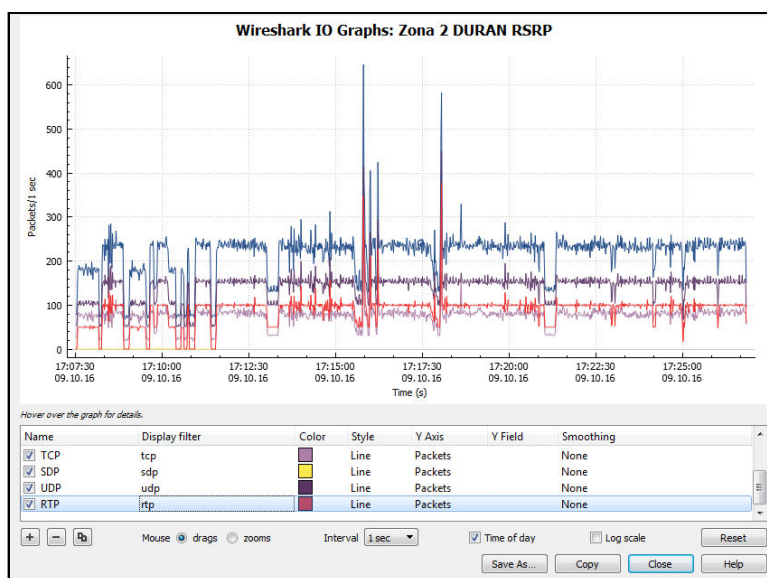 Wireshark IO Graphs: Zona 2 DURAN RSRP
Packets/1 sec
600
500
400
300
200
100
0
17:07:30 17:10:00 17:12:30 17:15:00 17:17:30 17:20:00 17:22:30 17:25:00
09.10.16 09.10.16 09.10.16 09.10.16 09.10.16 09.10.16 09.10.16 09.10.16
Time (s)
Hover over the graph for details.
Name Display filter Color Style Y Axis Y Field Smoothing
TCP tcp Line Packets None
SDP sdp Line Packets None
UDP udp Line Packets None
RTP rtp Line Packets None
Mouse drags zooms Interval 1 sec Time of day Log scale Reset
Save As... Copy Close Help